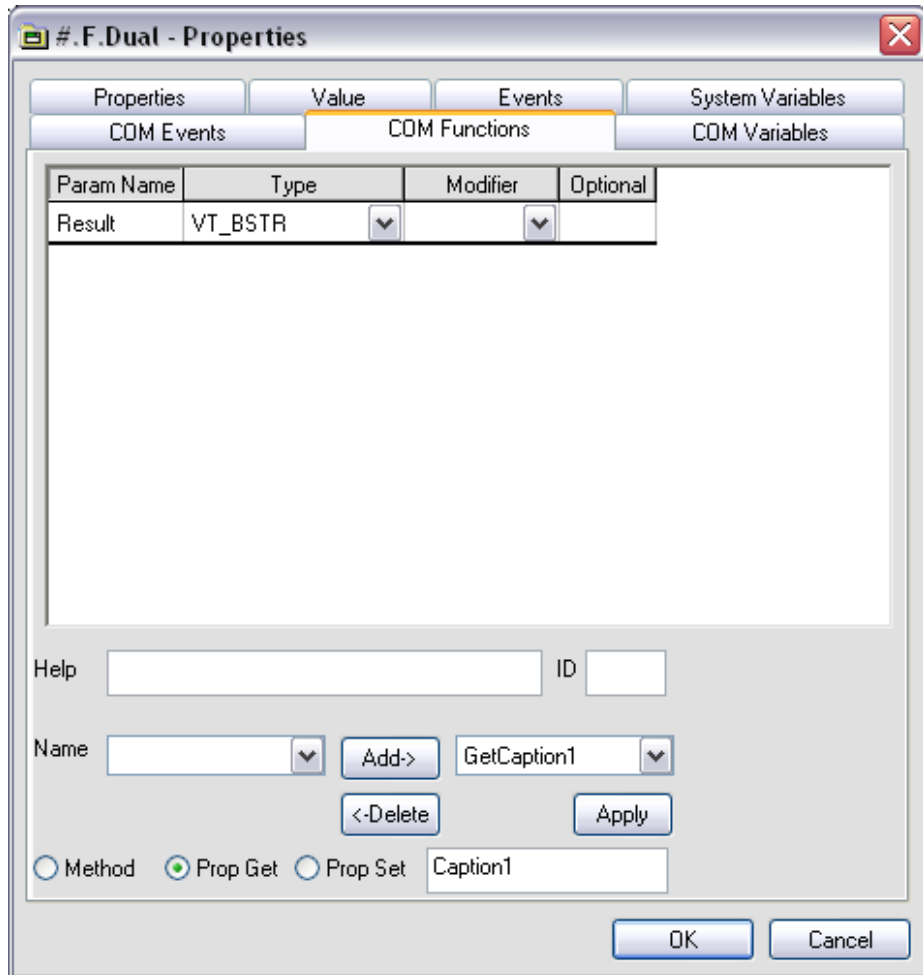 #.F.Dual - Properties
Properties Value Events System Variables
COM Events COM Functions COM Variables
Param Name Type Modifier Optional
Result VT_BSTR
Help ID
Name Add-> GetCaption1
<-Delete Apply
Method Prop Get Prop Set Caption1
OK Cancel